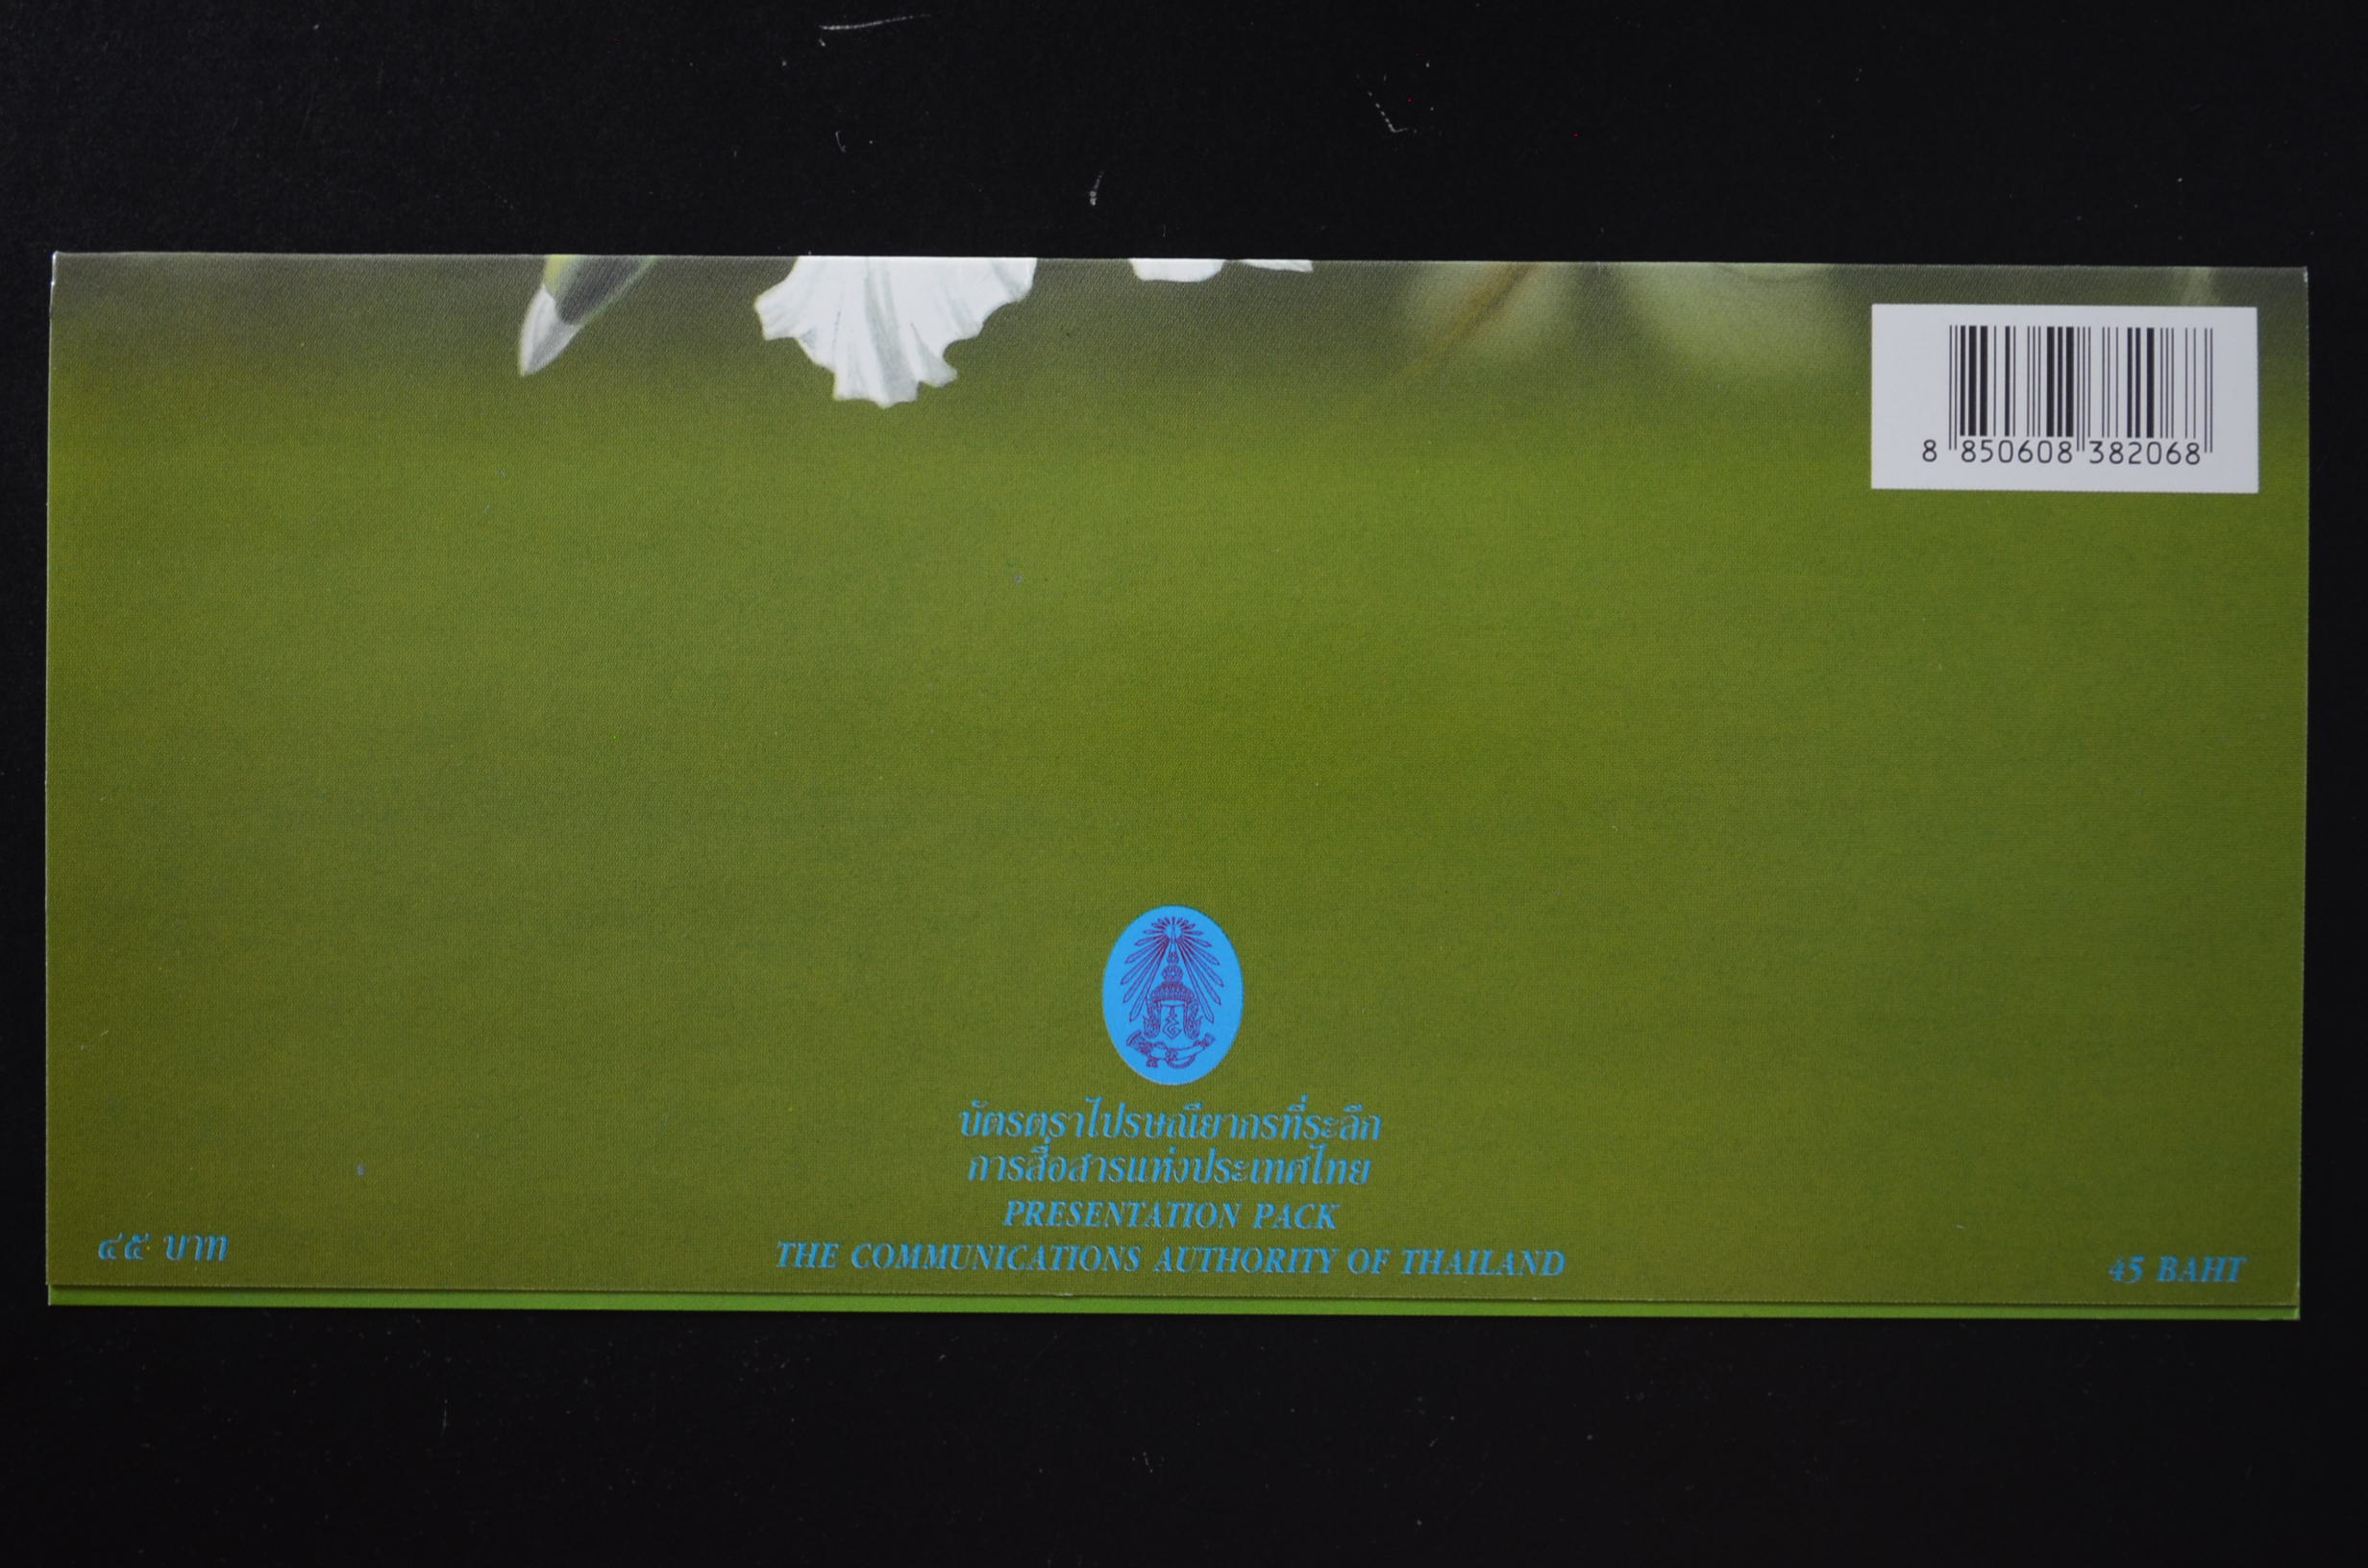 8 850608 382068
บัตรตราไปรษณียากรที่ระลึก
การสื่อสารแห่งประเทศไทย
PRESENTATION PACK
THE COMMUNICATIONS AUTHORITY OF THAILAND
๔๕ บาท
45 BAHT